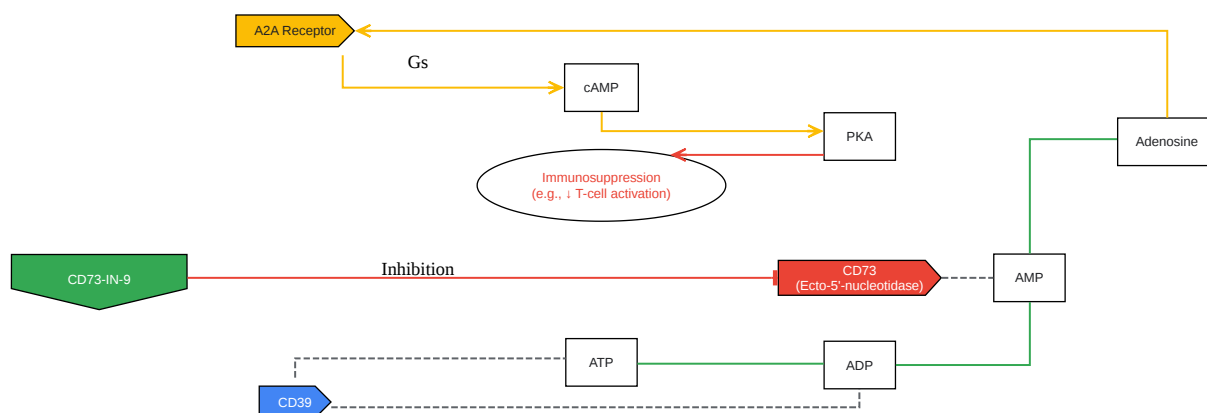 A2A Receptor
Gs
cAMP
PKA
Adenosine
Immunosuppression
(e.g., ↓ T-cell activation)
CD73-IN-9
Inhibition
CD73
(Ecto-5'-nucleotidase)
AMP
ATP
ADP
CD39